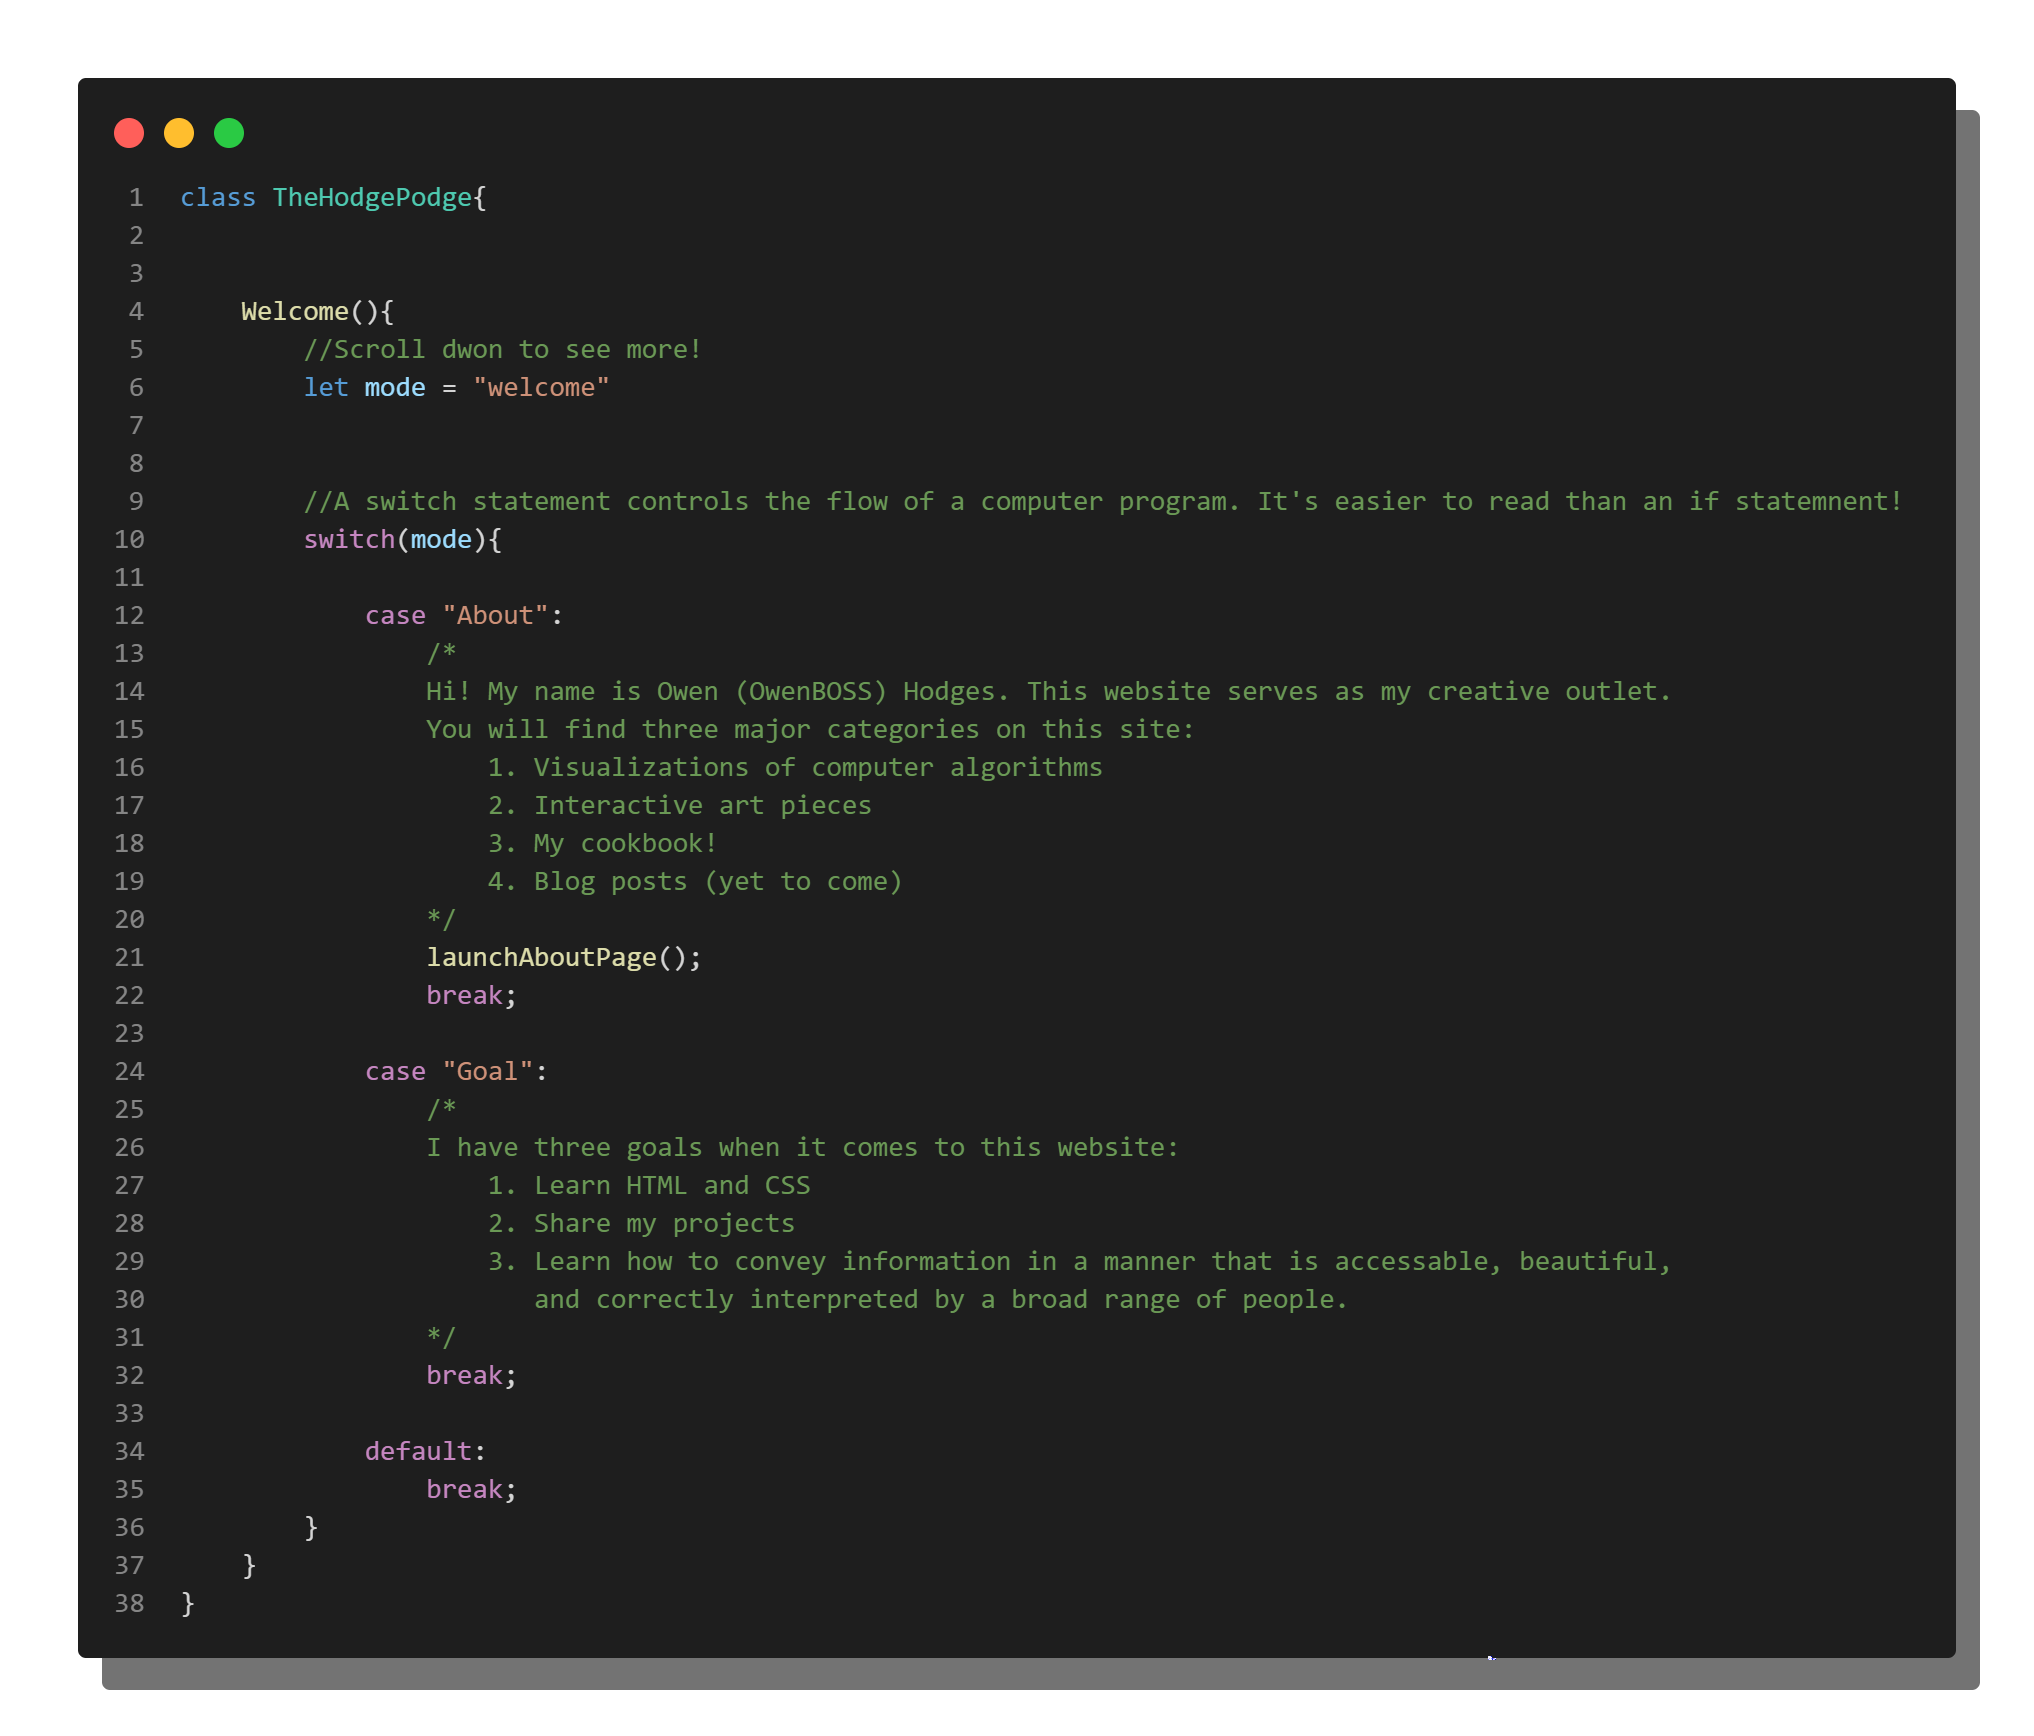 1 class TheHodgePodge{
2
3
4 Welcome(){
5 //Scroll dwon to see more!
6 let mode = "welcome"
7
8
9 //A switch statement controls the flow of a computer program. It's easier to read than an if statemnent!
10 switch(mode){
11
12 case "About":
13 /*
14 Hi! My name is Owen (OwenBOSS) Hodges. This website serves as my creative outlet.
15 You will find three major categories on this site:
16 1. Visualizations of computer algorithms
17 2. Interactive art pieces
18 3. My cookbook!
19 4. Blog posts (yet to come)
20 */
21 launchAboutPage();
22 break;
23
24 case "Goal":
25 /*
26 I have three goals when it comes to this website:
27 1. Learn HTML and CSS
28 2. Share my projects
29 3. Learn how to convey information in a manner that is accessable, beautiful,
30 and correctly interpreted by a broad range of people.
31 */
32 break;
33
34 default:
35 break;
36 }
37 }
38 }